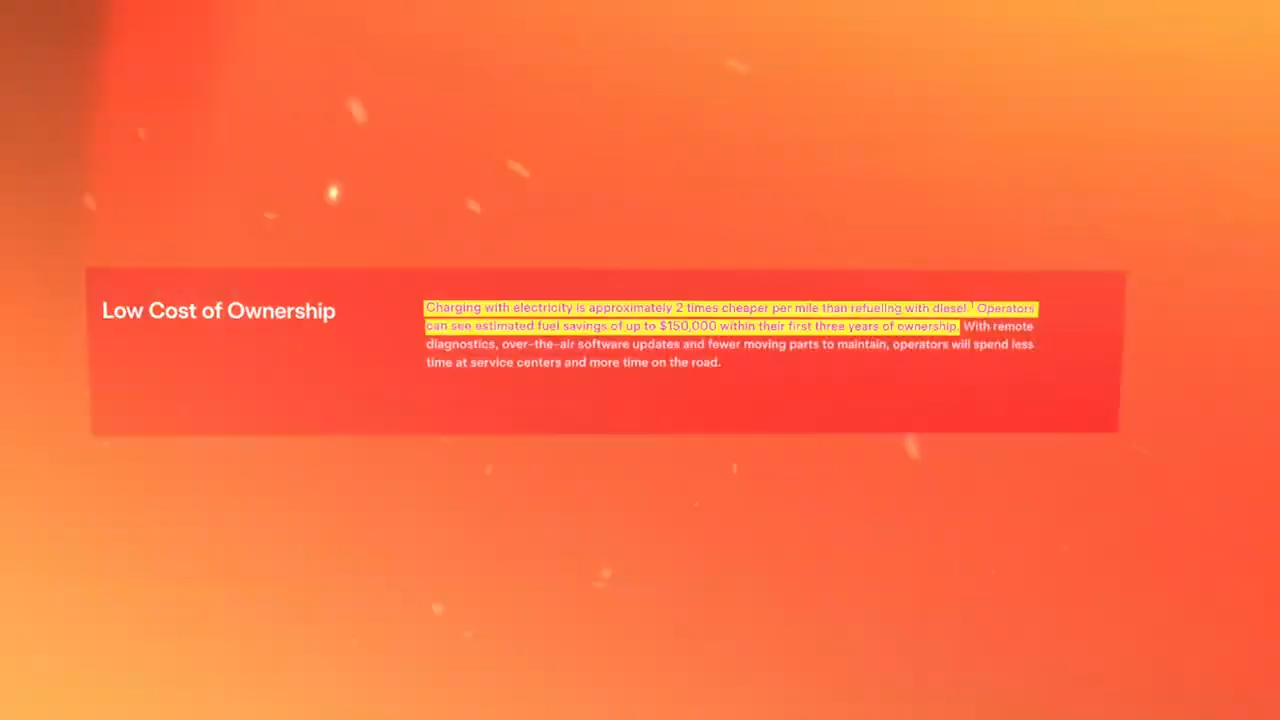 Low Cost of Ownership
Charging with electricity is approximately 2 times cheaper per mile than refueling with diesel.¹ Operators
can see estimated fuel savings of up to $150,000 within their first three years of ownership. With remote
diagnostics, over-the-air software updates and fewer moving parts to maintain, operators will spend less
time at service centers and more time on the road.